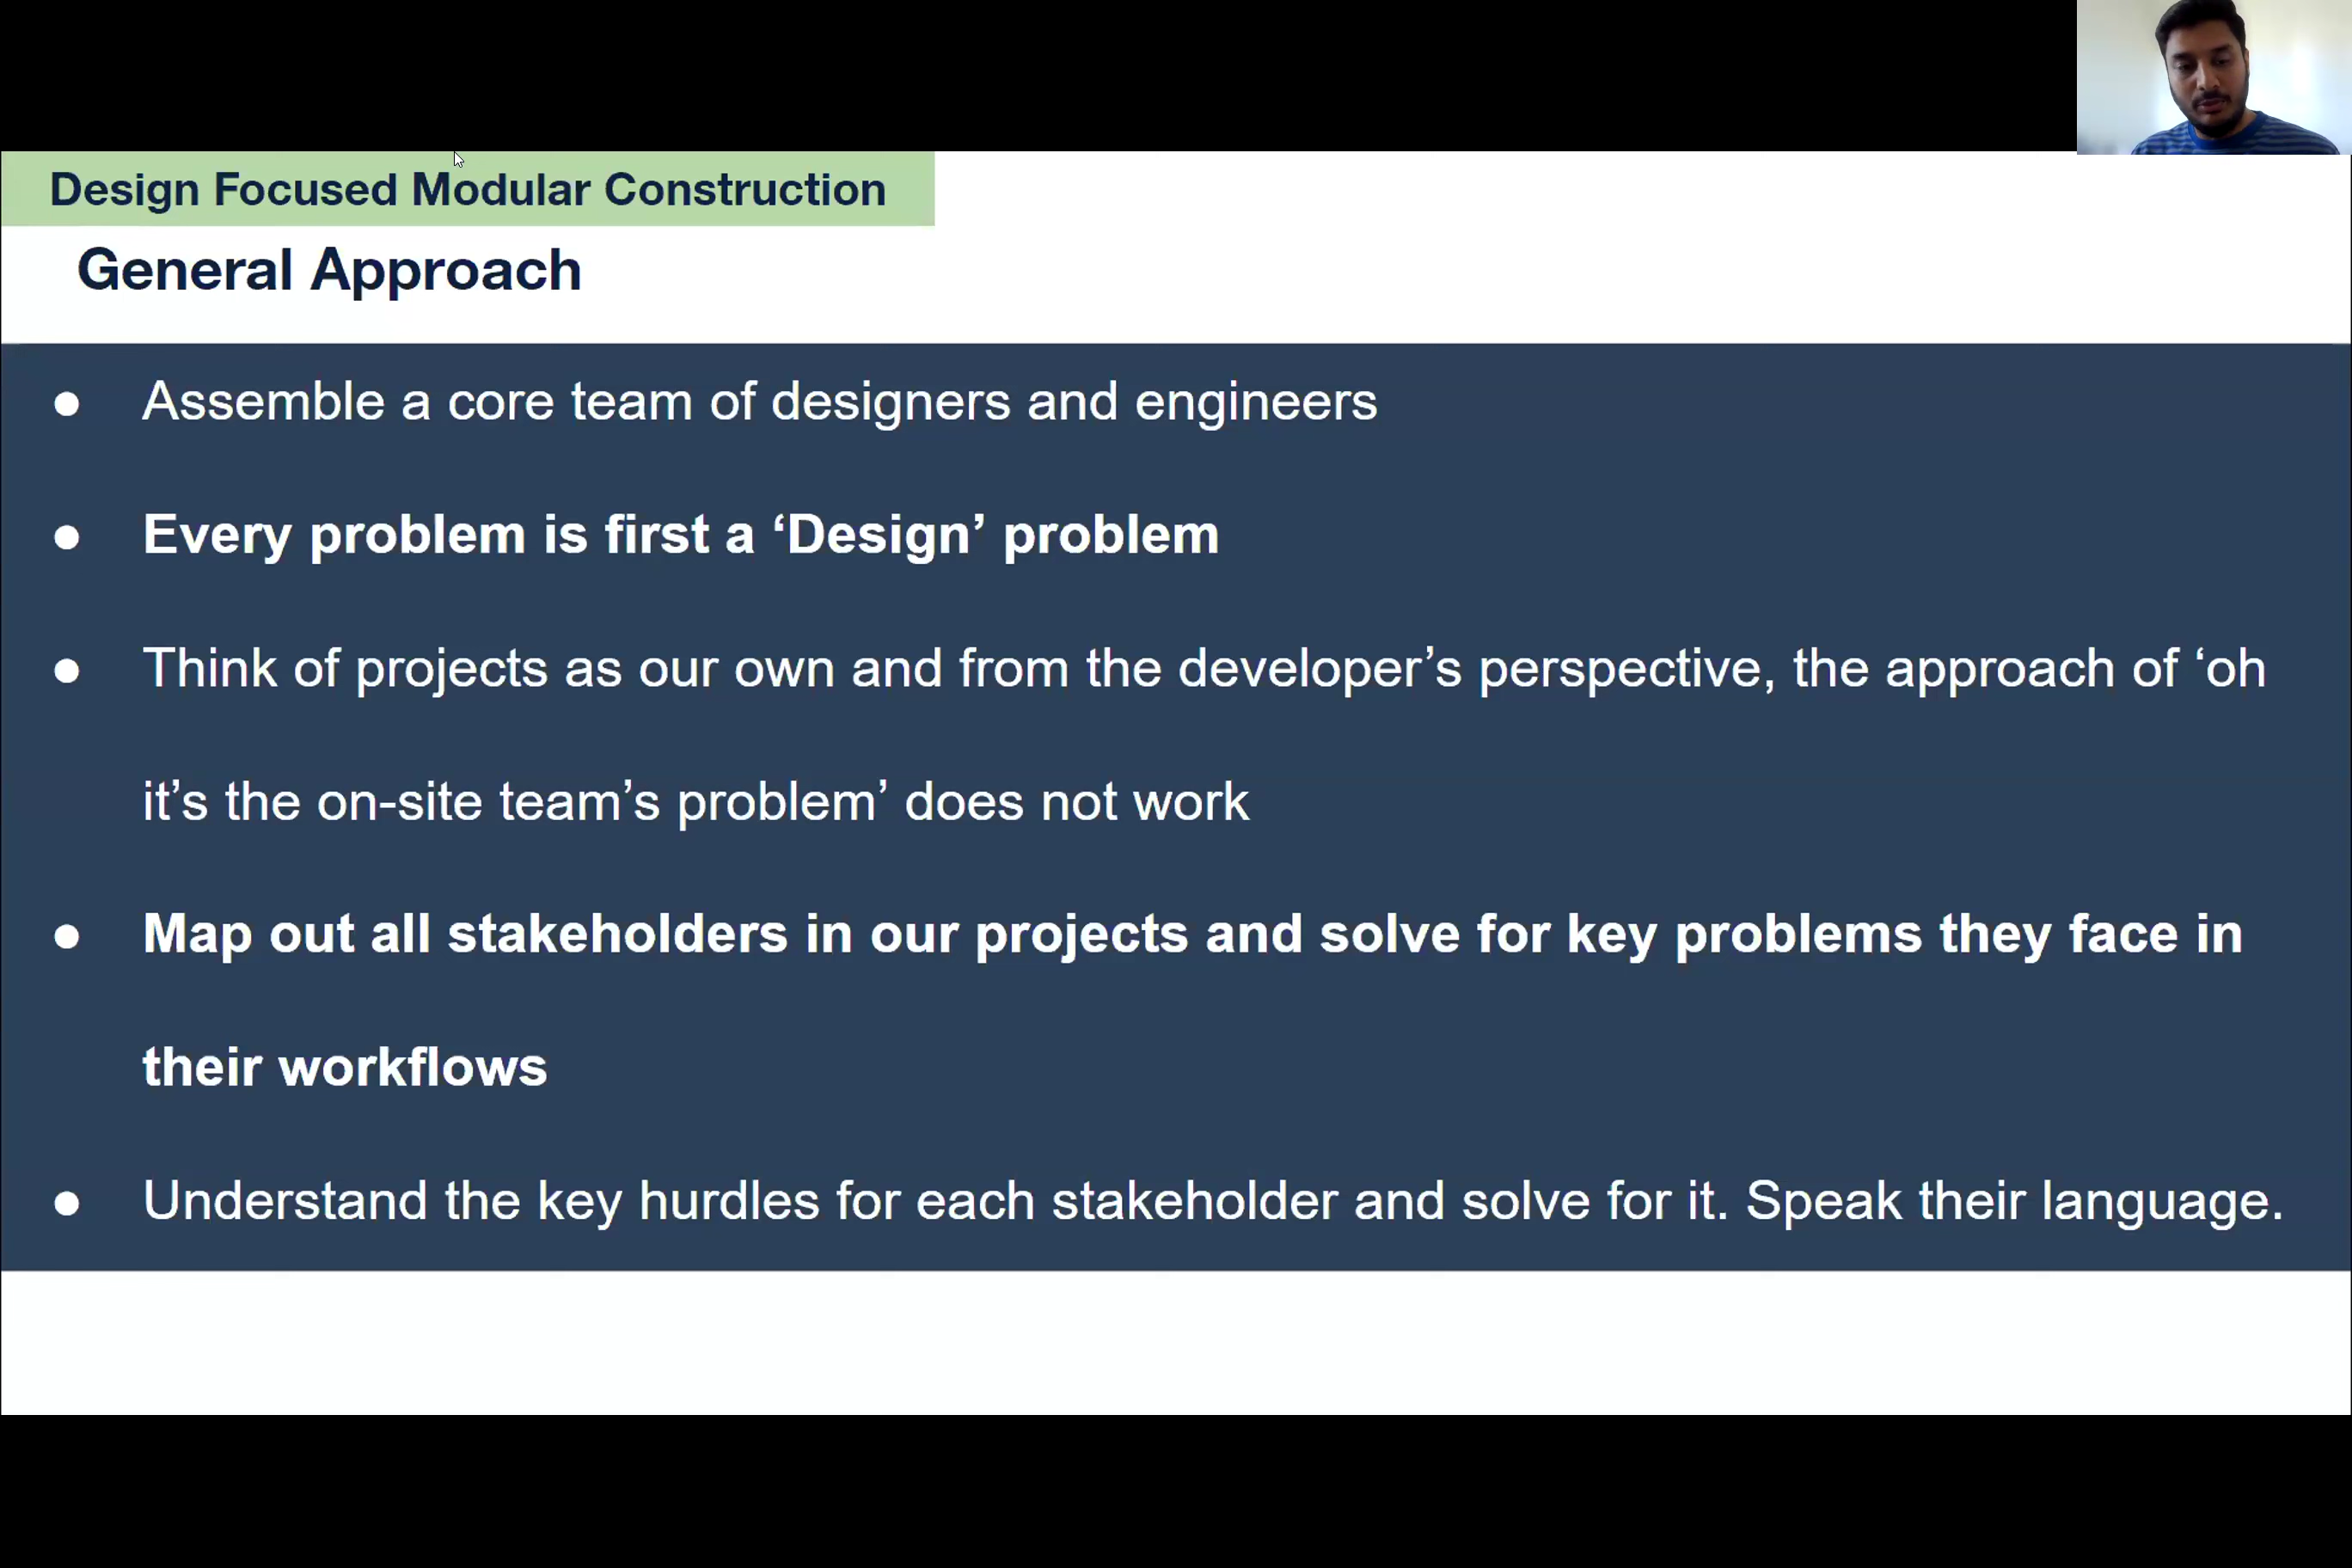 Design Focused Modular Construction
General Approach
● Assemble a core team of designers and engineers
● Every problem is first a ‘Design’ problem
● Think of projects as our own and from the developer’s perspective, the approach of ‘oh
it’s the on-site team’s problem’ does not work
● Map out all stakeholders in our projects and solve for key problems they face in
their workflows
● Understand the key hurdles for each stakeholder and solve for it. Speak their language.